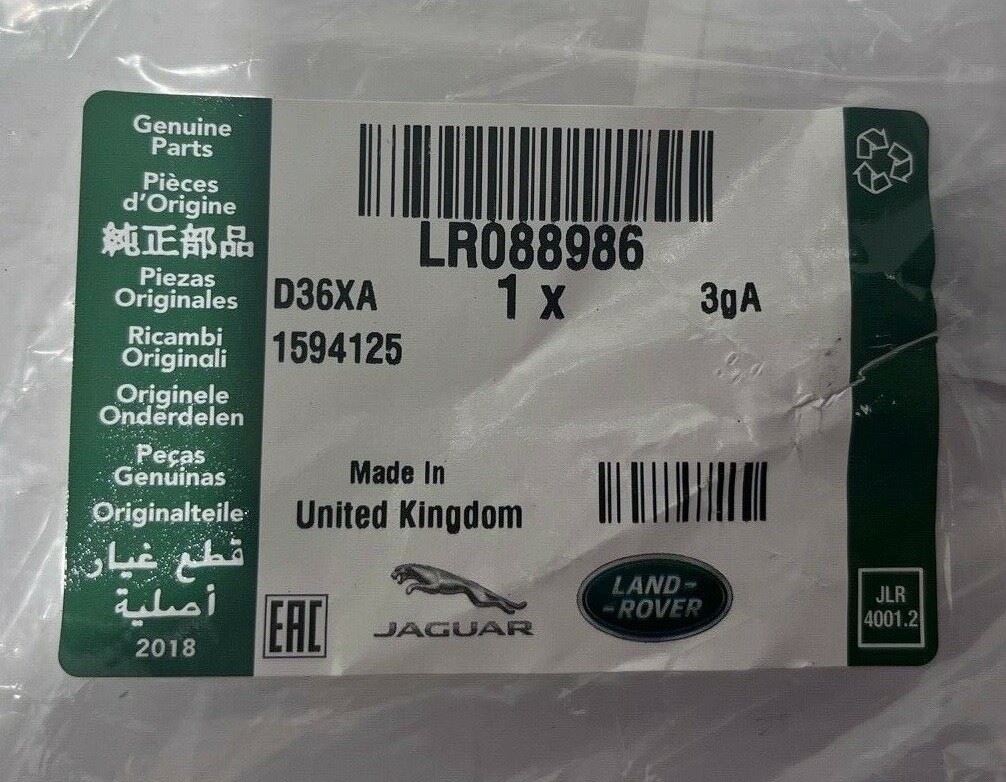 Genuine
Parts
Pièces
d'Origine
純正部品
Piezas
Originales
Ricambi
Originali
Originele
Onderdelen
Peças
Genuínas
Originalteile
قطع غيار
أصلية
2018
LR088986
D36XA
1 x
3gA
1594125
Made In
United Kingdom
EAC
JAGUAR
LAND-
-ROVER
JLR
4001.2